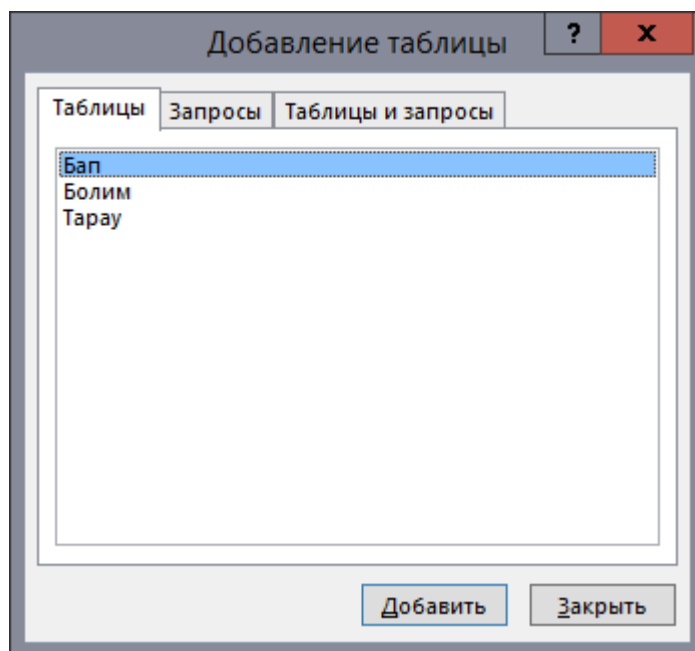 Добавление таблицы ? x
Таблицы Запросы Таблицы и запросы
Бап
Болим
Тарау
Добавить Закрыть